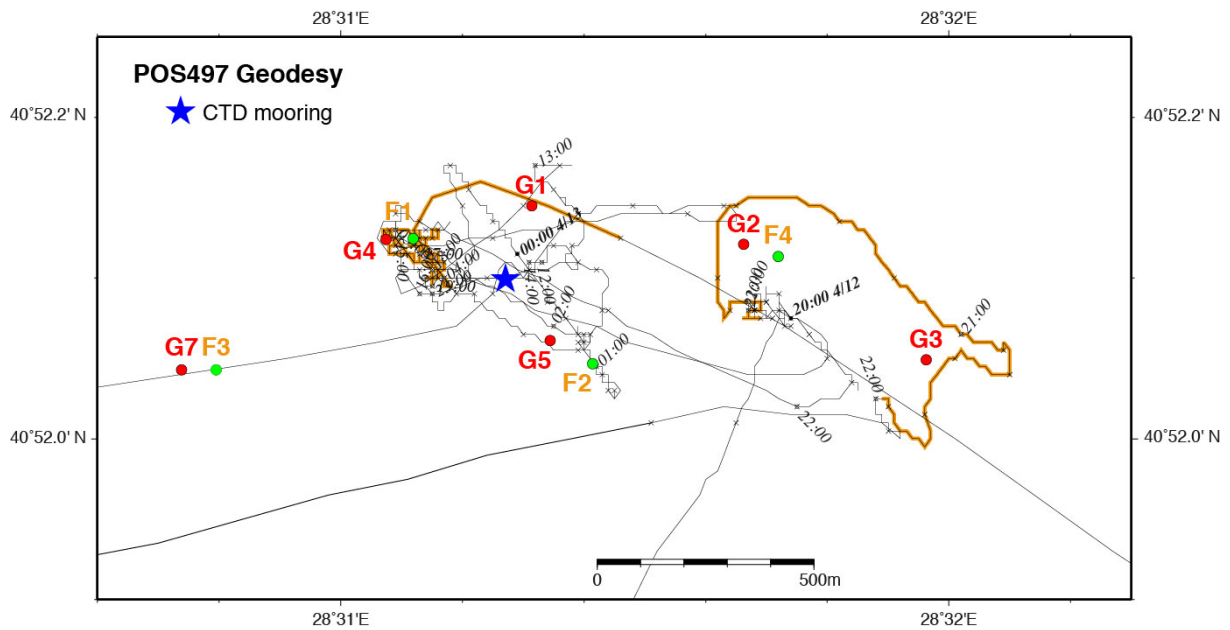 28˚31'E
28˚32'E
POS497 Geodesy
CTD mooring
40˚52.2' N
40˚52.2' N
13:00
G1
F1
00:00 4/13
G2
F4
G4
20:00 4/12
21:00
G3
02:00
G7 F3
G5
01:00
F2
22:00
22:00
40˚52.0' N
40˚52.0' N
0
500m
28˚31'E
28˚32'E